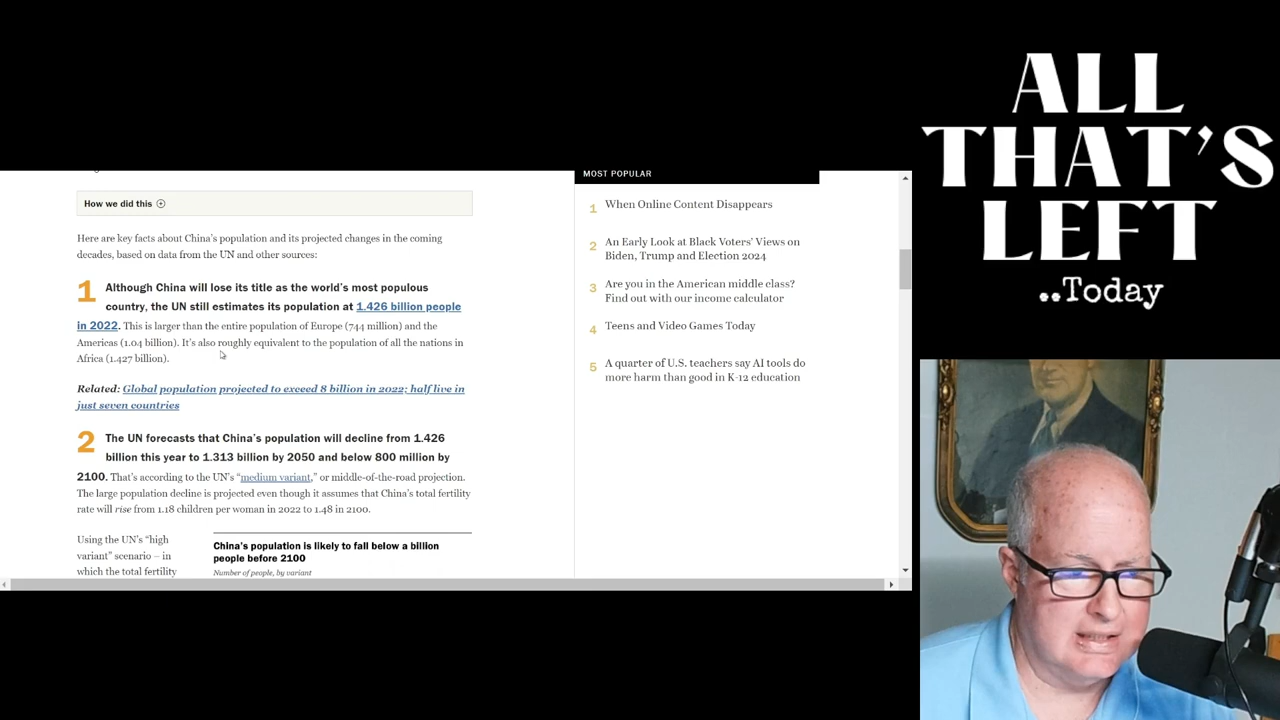 How we did this
Here are key facts about China's population and its projected changes in the coming
decades, based on data from the UN and other sources:
1 Although China will lose its title as the world's most populous
country, the UN still estimates its population at 1.426 billion people
in 2022. This is larger than the entire population of Europe (744 million) and the
Americas (1.04 billion). It's also roughly equivalent to the population of all the nations in
Africa (1.427 billion).
Related: Global population projected to exceed 8 billion in 2022; half live in
just seven countries
2 The UN forecasts that China's population will decline from 1.426
billion this year to 1.313 billion by 2050 and below 800 million by
2100. That's according to the UN's “medium variant,” or middle-of-the-road projection.
The large population decline is projected even though it assumes that China's total fertility
rate will rise from 1.18 children per woman in 2022 to 1.48 in 2100.
Using the UN's “high
variant” scenario – in
which the total fertility
China's population is likely to fall below a billion
people before 2100
Number of people, by variant
MOST POPULAR
1 When Online Content Disappears
2 An Early Look at Black Voters' Views on
Biden, Trump and Election 2024
3 Are you in the American middle class?
Find out with our income calculator
4 Teens and Video Games Today
5 A quarter of U.S. teachers say AI tools do
more harm than good in K-12 education
ALL
THAT'S
LEFT
..Today